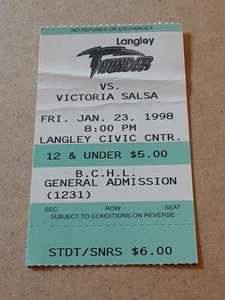 NO REFUNDS OR EXCHANGES
Langley
THUNDER
VS.
VICTORIA SALSA
FRI. JAN. 23, 1998
8:00 PM
LANGLEY CIVIC CNTR.
12 & UNDER $5.00
B.C.H.L.
GENERAL ADMISSION
(1231)
SEC. ROW SEAT
SUBJECT TO CONDITIONS ON REVERSE
STDT/SNRS $6.00